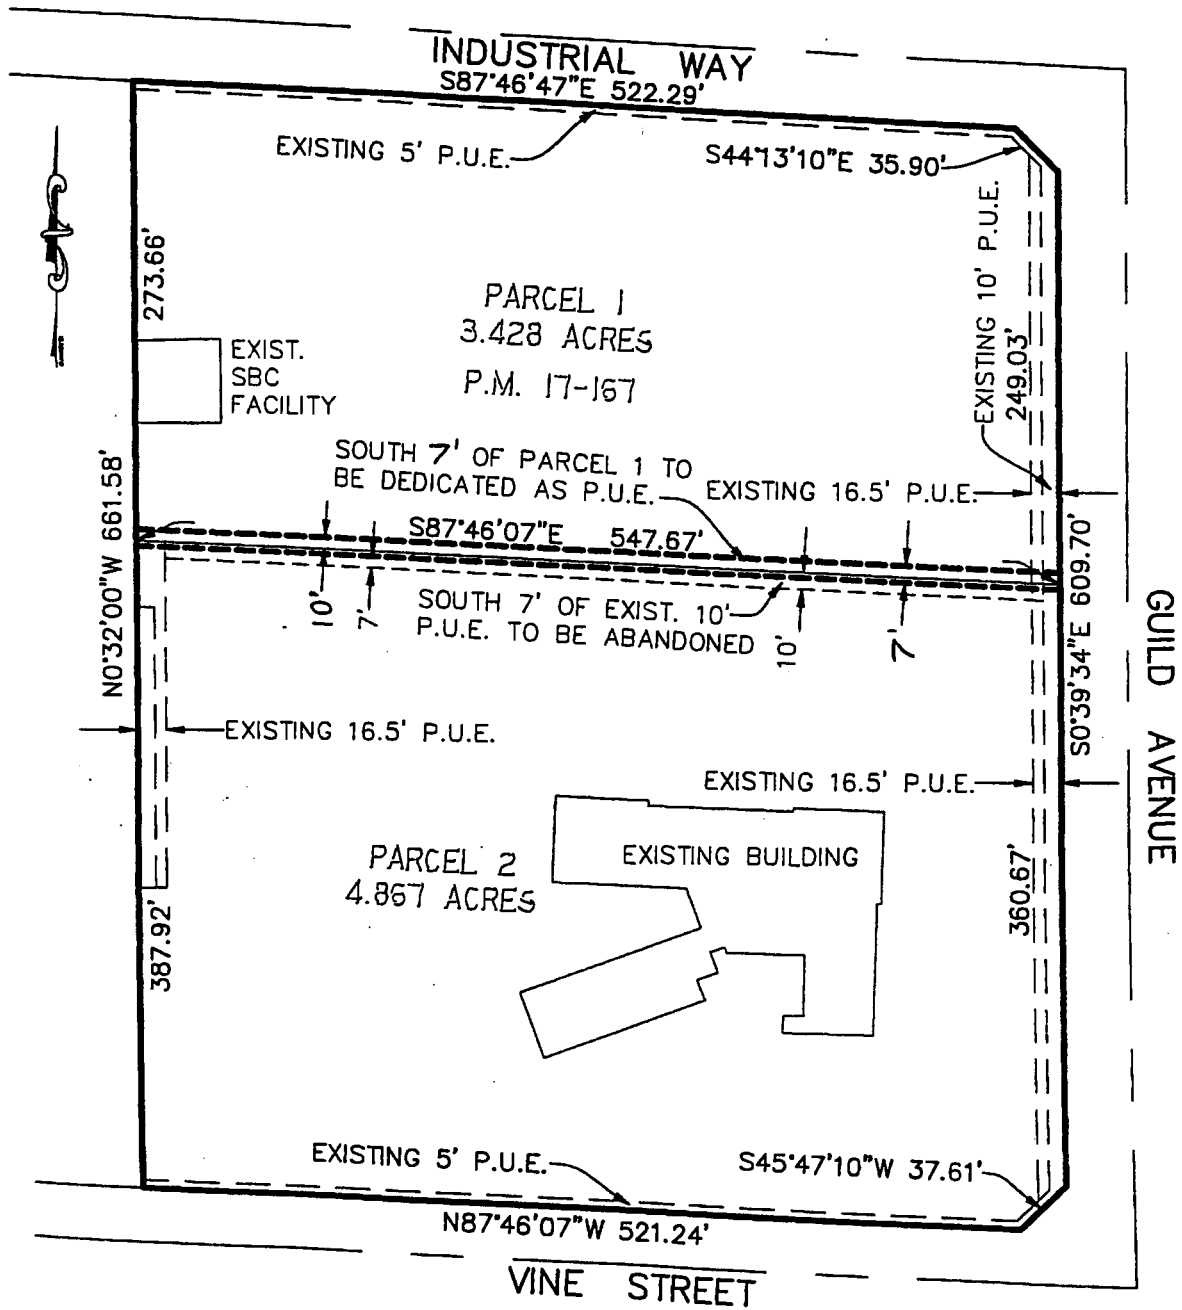 INDUSTRIAL WAY
S87°46'47"E 522.29'
EXISTING 5' P.U.E.
S44°13'10"E 35.90'
EXISTING 10' P.U.E.
249.03'
273.66'
PARCEL 1
3.428 ACRES
P.M. 17-167
EXIST.
SBC
FACILITY
SOUTH 7' OF PARCEL 1 TO
BE DEDICATED AS P.U.E.
EXISTING 16.5' P.U.E.
N0°32'00"W 661.58'
S87°46'07"E 547.67'
10'
7'
SOUTH 7' OF EXIST. 10'
P.U.E. TO BE ABANDONED
10'
7'
S0°39'34"E 609.70'
GUILD AVENUE
EXISTING 16.5' P.U.E.
EXISTING 16.5' P.U.E.
PARCEL 2
4.867 ACRES
EXISTING BUILDING
360.67'
387.92'
EXISTING 5' P.U.E.
S45°47'10"W 37.61'
N87°46'07"W 521.24'
VINE STREET